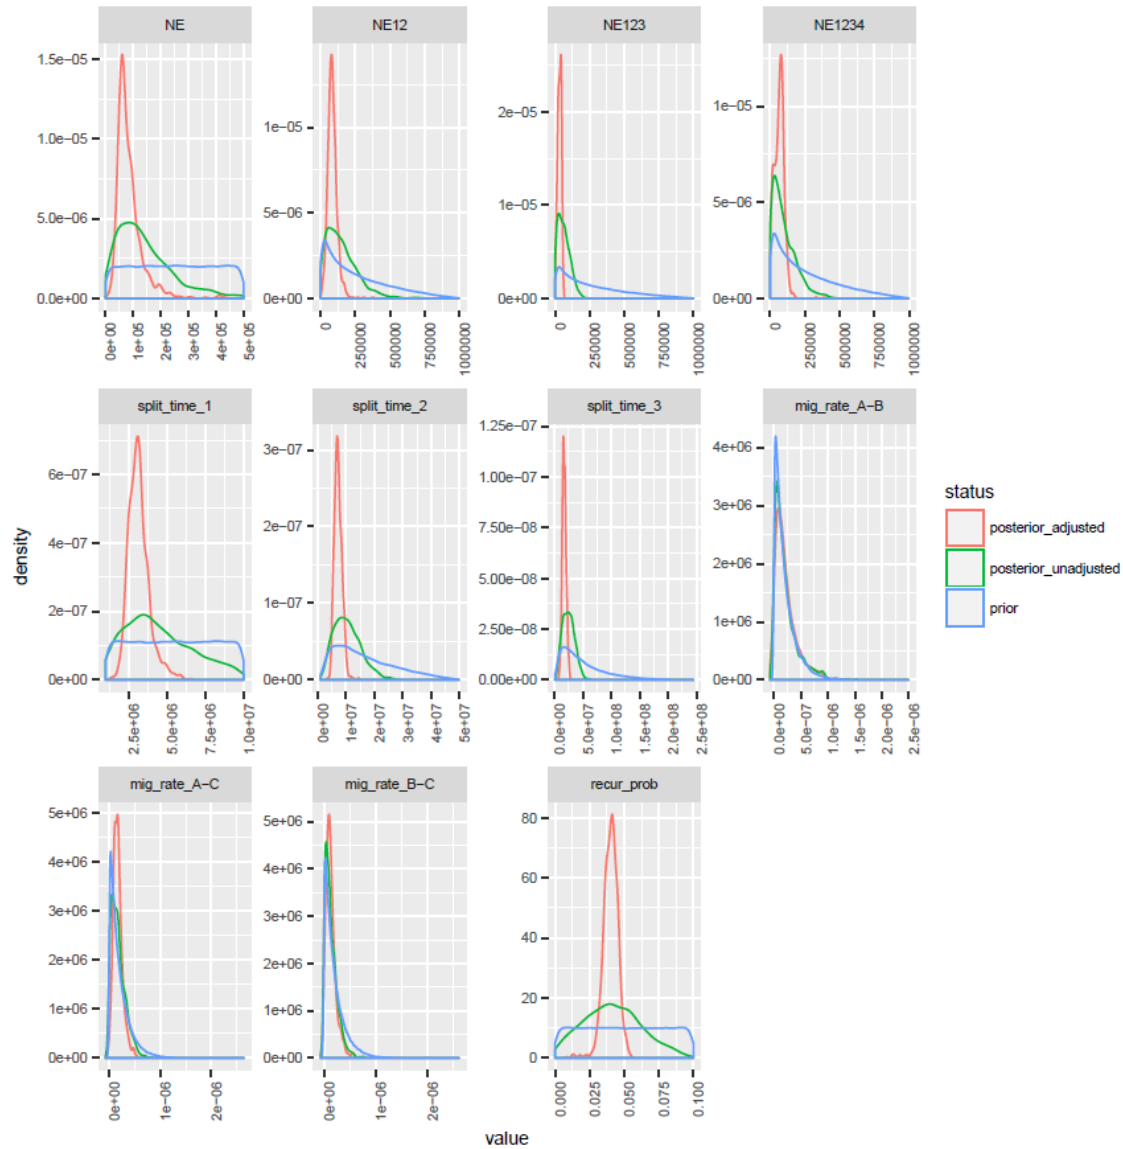 NE NE12 NE123 NE1234
1.5e−05
1.0e−05
5.0e−06
0.0e+00
1e−05
5e−06
0e+00
2e−05
1e−05
0e+00
1e−05
5e−06
0e+00
0e+00 1e+05 2e+05 3e+05 4e+05 5e+05
0 250000 500000 750000 1000000
0 250000 500000 750000 1000000
0 250000 500000 750000 1000000
split_time_1 split_time_2 split_time_3 mig_rate_A−B
6e−07
4e−07
2e−07
0e+00
3e−07
2e−07
1e−07
0e+00
1.25e−07
1.00e−07
7.50e−08
5.00e−08
2.50e−08
0.00e+00
4e+06
3e+06
2e+06
1e+06
0e+00
2.5e+06 5.0e+06 7.5e+06 1.0e+07
0e+00 1e+07 2e+07 3e+07 4e+07 5e+07
0.0e+00 5.0e+07 1.0e+08 1.5e+08 2.0e+08 2.5e+08
0.0e+00 5.0e−07 1.0e−06 1.5e−06 2.0e−06 2.5e−06
density
status
posterior_adjusted
posterior_unadjusted
prior
mig_rate_A−C mig_rate_B−C recur_prob
5e+06
4e+06
3e+06
2e+06
1e+06
0e+00
5e+06
4e+06
3e+06
2e+06
1e+06
0e+00
80
60
40
20
0
0e+00 1e−06 2e−06
0e+00 1e−06 2e−06
0.000 0.025 0.050 0.075 0.100
value